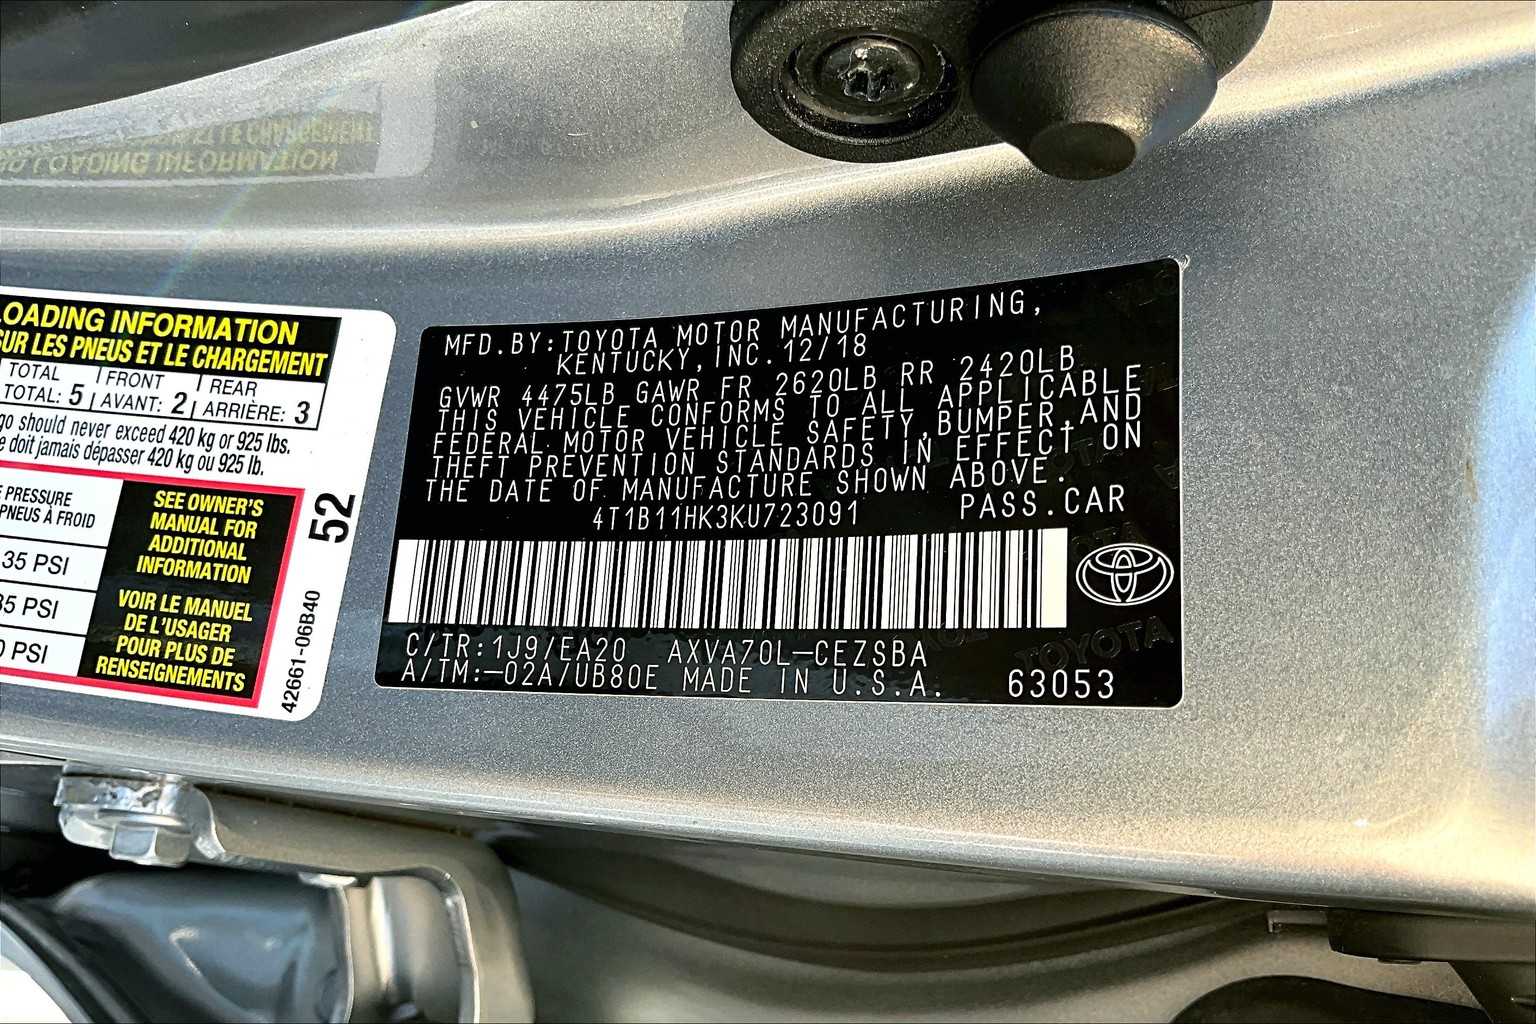 LOADING INFORMATION
SUR LES PNEUS ET LE CHARGEMENT
TOTAL FRONT REAR
TOTAL: 5 AVANT: 2 ARRIÈRE: 3
should never exceed 420 kg or 925 lbs.
doit jamais dépasser 420 kg ou 925 lb.
PRESSURE
PNEUS À FROID
35 PSI
35 PSI
PSI
SEE OWNER'S
MANUAL FOR
ADDITIONAL
INFORMATION
VOIR LE MANUEL
DE L'USAGER
POUR PLUS DE
RENSEIGNEMENTS
52
42661-06B40
MFD.BY:TOYOTA MOTOR MANUFACTURING,
KENTUCKY,INC.12/18
GVWR 4475LB GAWR FR 2620LB RR 2420LB
THIS VEHICLE CONFORMS TO ALL APPLICABLE
FEDERAL MOTOR VEHICLE SAFETY,BUMPER,AND
THEFT PREVENTION STANDARDS IN EFFECT ON
THE DATE OF MANUFACTURE SHOWN ABOVE.
4T1B11HK3KU723091 PASS.CAR
C/TR:1J9/EA20 AXVA70L-CEZSBA
A/TM:-02A/UB80E MADE IN U.S.A. 63053
TOYOTA